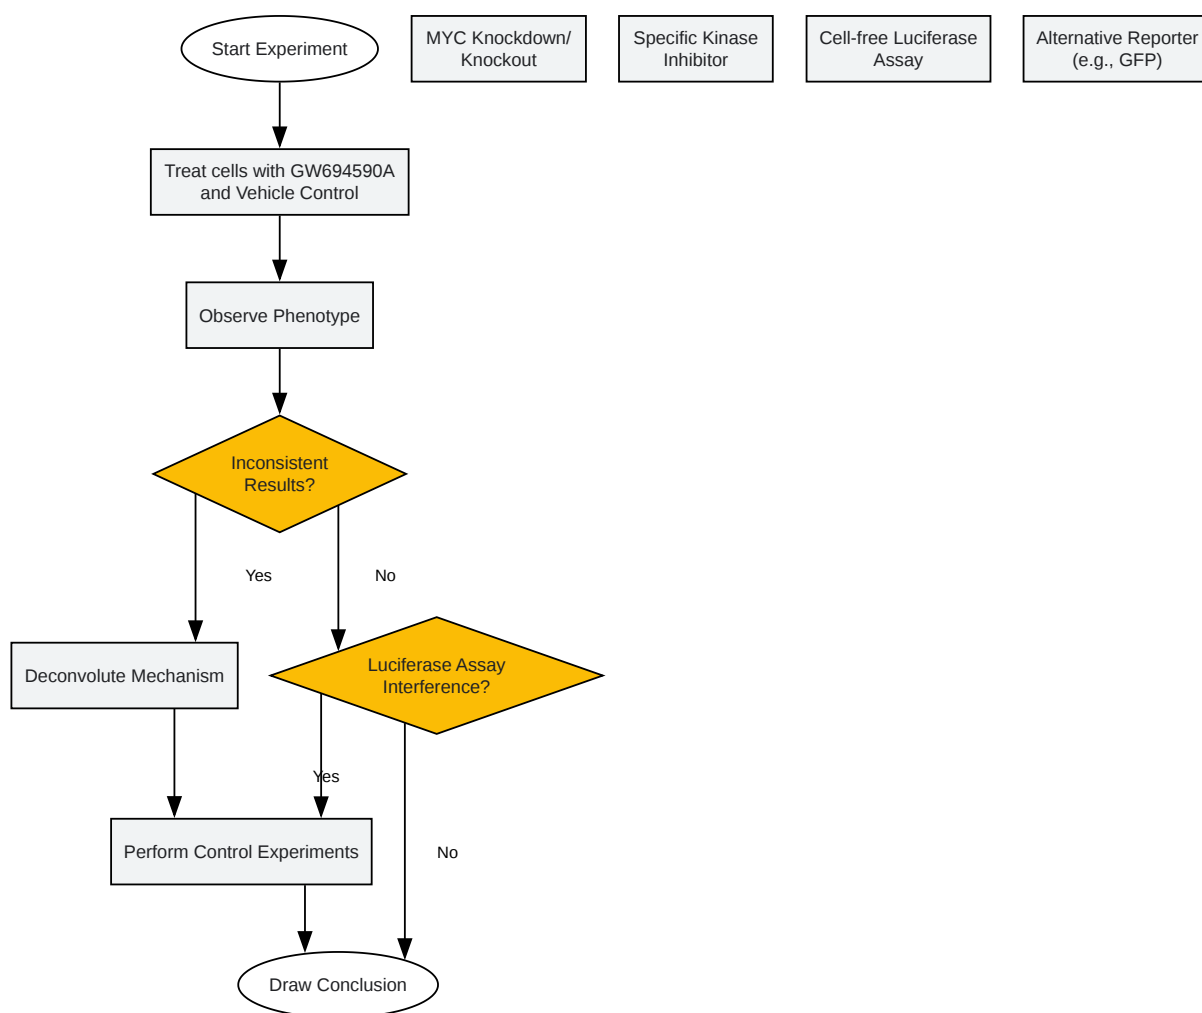 Start Experiment
MYC Knockdown/
Knockout
Specific Kinase
Inhibitor
Cell-free Luciferase
Assay
Alternative Reporter
(e.g., GFP)
Treat cells with GW694590A
and Vehicle Control
Observe Phenotype
Inconsistent
Results?
Yes
No
Deconvolute Mechanism
Luciferase Assay
Interference?
Yes
Perform Control Experiments
No
Draw Conclusion